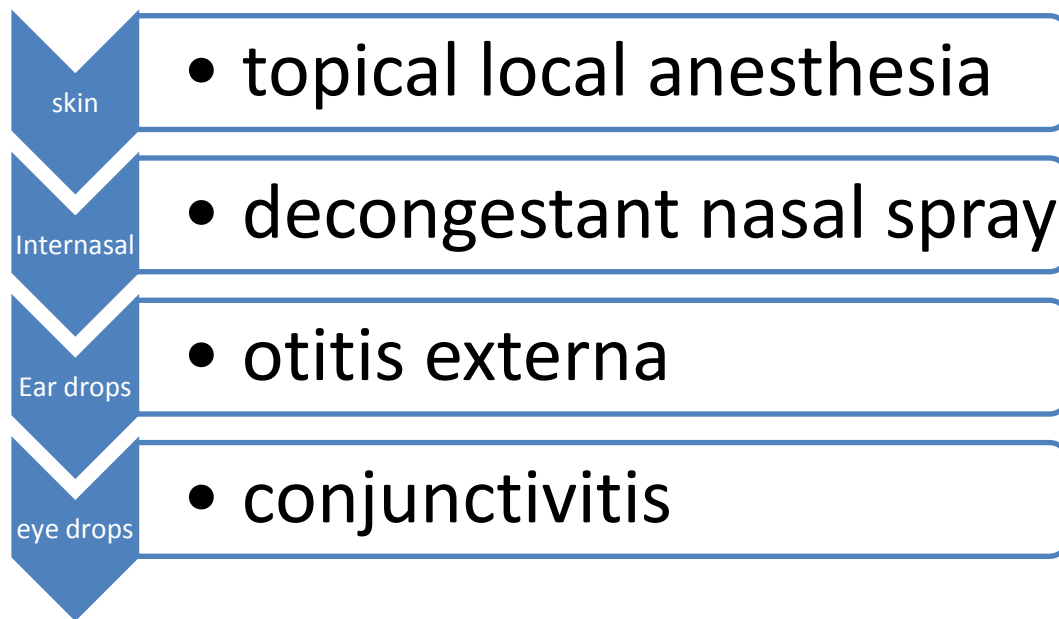 skin
• topical local anesthesia
Internasal
• decongestant nasal spray
Ear drops
• otitis externa
eye drops
• conjunctivitis